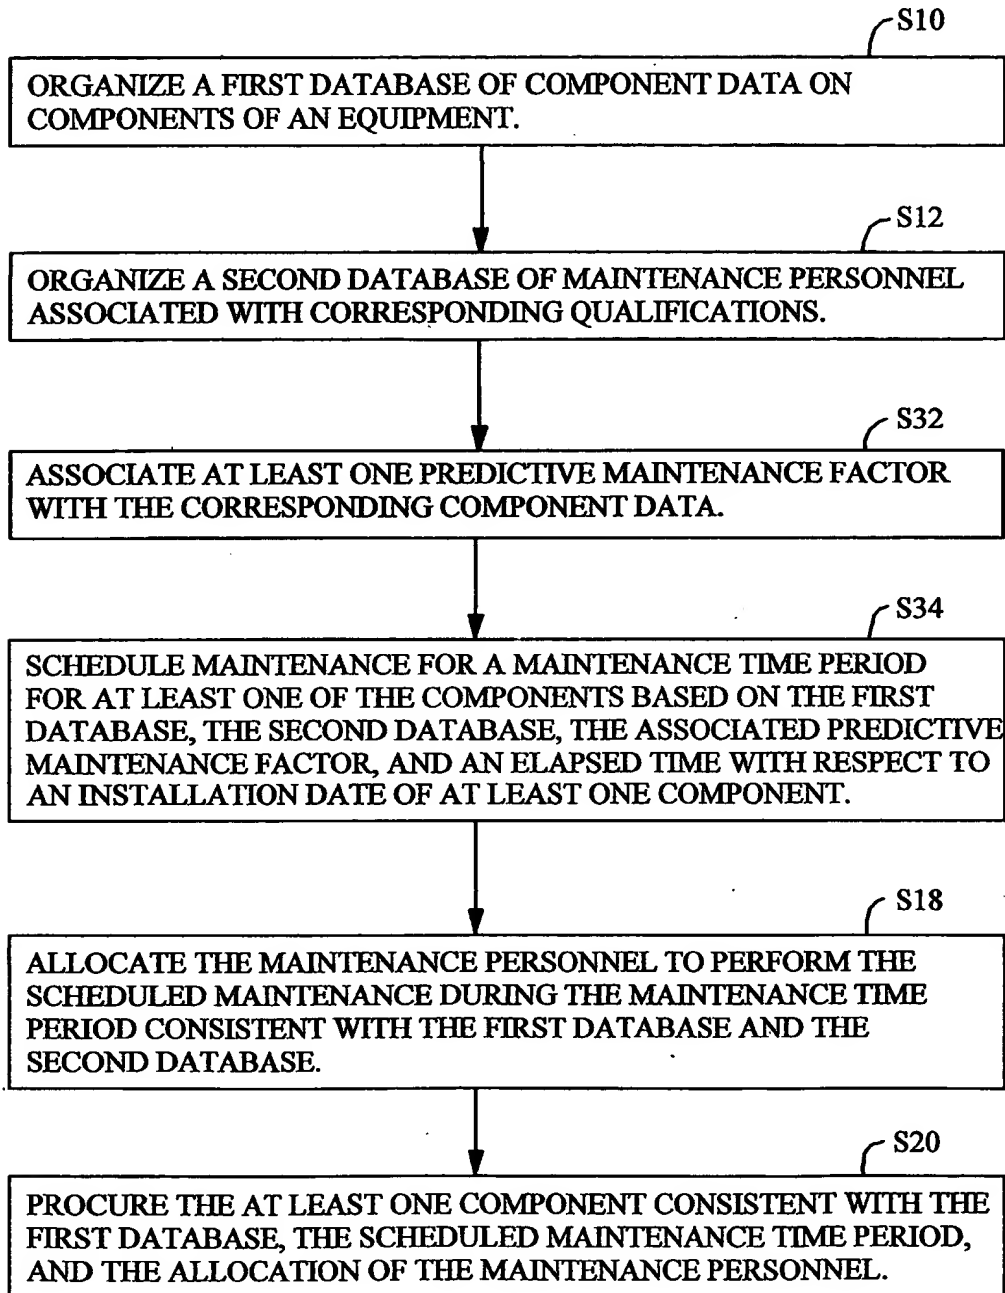 S10
ORGANIZE A FIRST DATABASE OF COMPONENT DATA ON
COMPONENTS OF AN EQUIPMENT.
S12
ORGANIZE A SECOND DATABASE OF MAINTENANCE PERSONNEL
ASSOCIATED WITH CORRESPONDING QUALIFICATIONS.
S32
ASSOCIATE AT LEAST ONE PREDICTIVE MAINTENANCE FACTOR
WITH THE CORRESPONDING COMPONENT DATA.
S34
SCHEDULE MAINTENANCE FOR A MAINTENANCE TIME PERIOD
FOR AT LEAST ONE OF THE COMPONENTS BASED ON THE FIRST
DATABASE, THE SECOND DATABASE, THE ASSOCIATED PREDICTIVE
MAINTENANCE FACTOR, AND AN ELAPSED TIME WITH RESPECT TO
AN INSTALLATION DATE OF AT LEAST ONE COMPONENT.
S18
ALLOCATE THE MAINTENANCE PERSONNEL TO PERFORM THE
SCHEDULED MAINTENANCE DURING THE MAINTENANCE TIME
PERIOD CONSISTENT WITH THE FIRST DATABASE AND THE
SECOND DATABASE.
S20
PROCURE THE AT LEAST ONE COMPONENT CONSISTENT WITH THE
FIRST DATABASE, THE SCHEDULED MAINTENANCE TIME PERIOD,
AND THE ALLOCATION OF THE MAINTENANCE PERSONNEL.